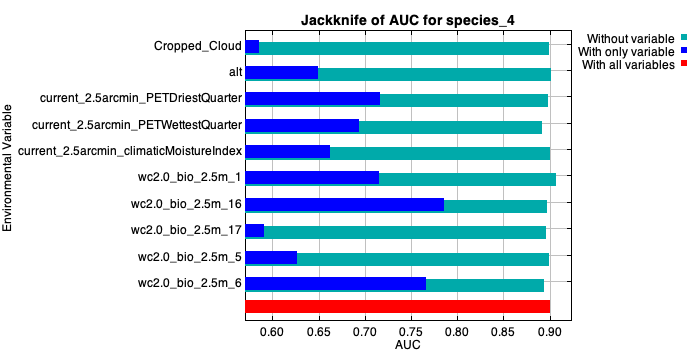 Jackknife of AUC for species_4
Without variable
With only variable
With all variables
Environmental Variable
Cropped_Cloud
alt
current_2.5arcmin_PETDriestQuarter
current_2.5arcmin_PETWettestQuarter
current_2.5arcmin_climaticMoistureIndex
wc2.0_bio_2.5m_1
wc2.0_bio_2.5m_16
wc2.0_bio_2.5m_17
wc2.0_bio_2.5m_5
wc2.0_bio_2.5m_6
0.60 0.65 0.70 0.75 0.80 0.85 0.90
AUC